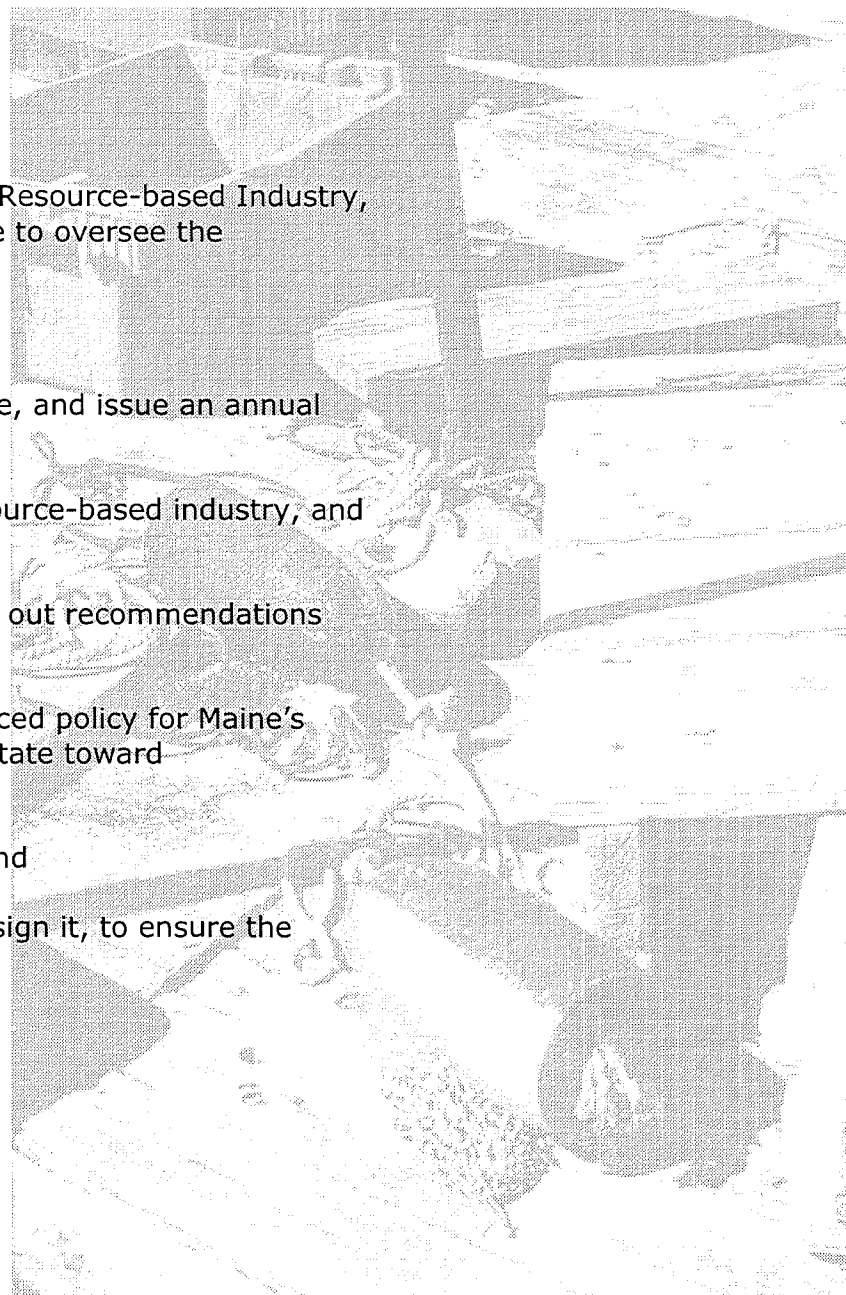 Resource-based Industry,
e to oversee the
e, and issue an annual
ource-based industry, and
out recommendations
ced policy for Maine's
tate toward
nd
sign it, to ensure the